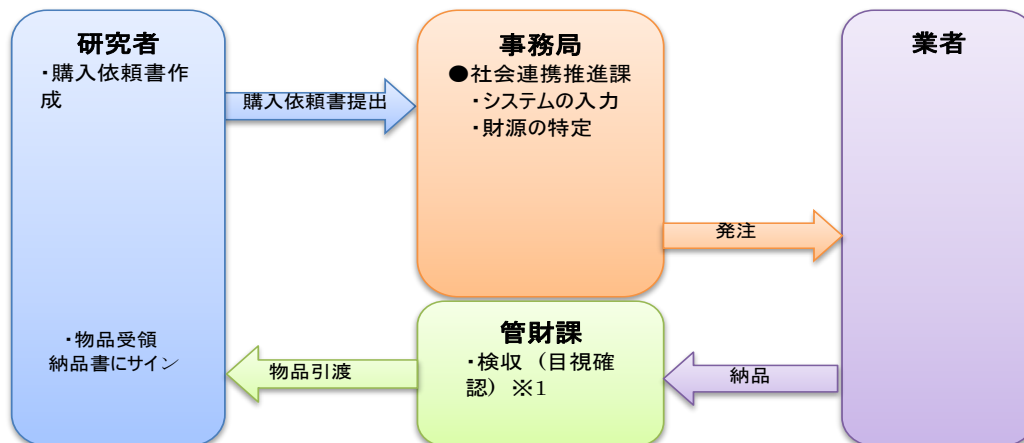 研究者
・購入依頼書作
成
購入依頼書提出
事務局
●社会連携推進課
・システムの入力
・財源の特定
発注
業者
納品
管財課
・検収（目視確
認）※1
物品引渡
・物品受領
納品書にサイン